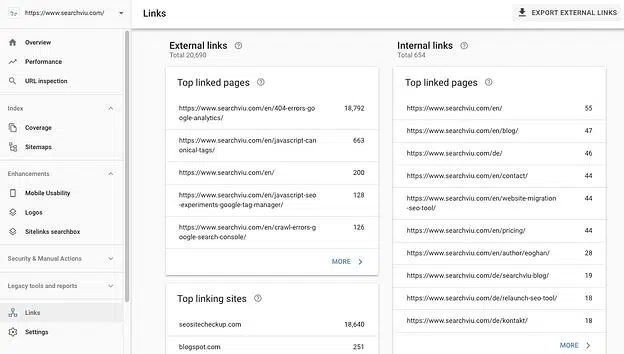 https://www.searchviu.com/
Links
EXPORT EXTERNAL LINKS
Overview
Performance
URL inspection
Index
Coverage
Sitemaps
Enhancements
Mobile Usability
Logos
Sitelinks searchbox
Security & Manual Actions
Legacy tools and reports
Links
Settings
External links
Total 20,690
Top linked pages
https://www.searchviu.com/en/404-errors-go 18,792
ogle-analytics/
https://www.searchviu.com/en/javascript-can 663
onical-tags/
https://www.searchviu.com/en/ 200
https://www.searchviu.com/en/javascript-seo 128
-experiments-google-tag-manager/
https://www.searchviu.com/en/crawl-errors-g 126
oogle-search-console/
MORE
Top linking sites
seositecheckup.com 18,640
blogspot.com 251
Internal links
Total 654
Top linked pages
https://www.searchviu.com/en/ 55
https://www.searchviu.com/en/blog/ 47
https://www.searchviu.com/de/ 46
https://www.searchviu.com/en/contact/ 44
https://www.searchviu.com/en/website-migration 44
-seo-tool/
https://www.searchviu.com/en/pricing/ 44
https://www.searchviu.com/en/author/eoghan/ 28
https://www.searchviu.com/de/searchviu-blog/ 19
https://www.searchviu.com/de/relaunch-seo-tool/ 18
https://www.searchviu.com/de/kontakt/ 18
MORE